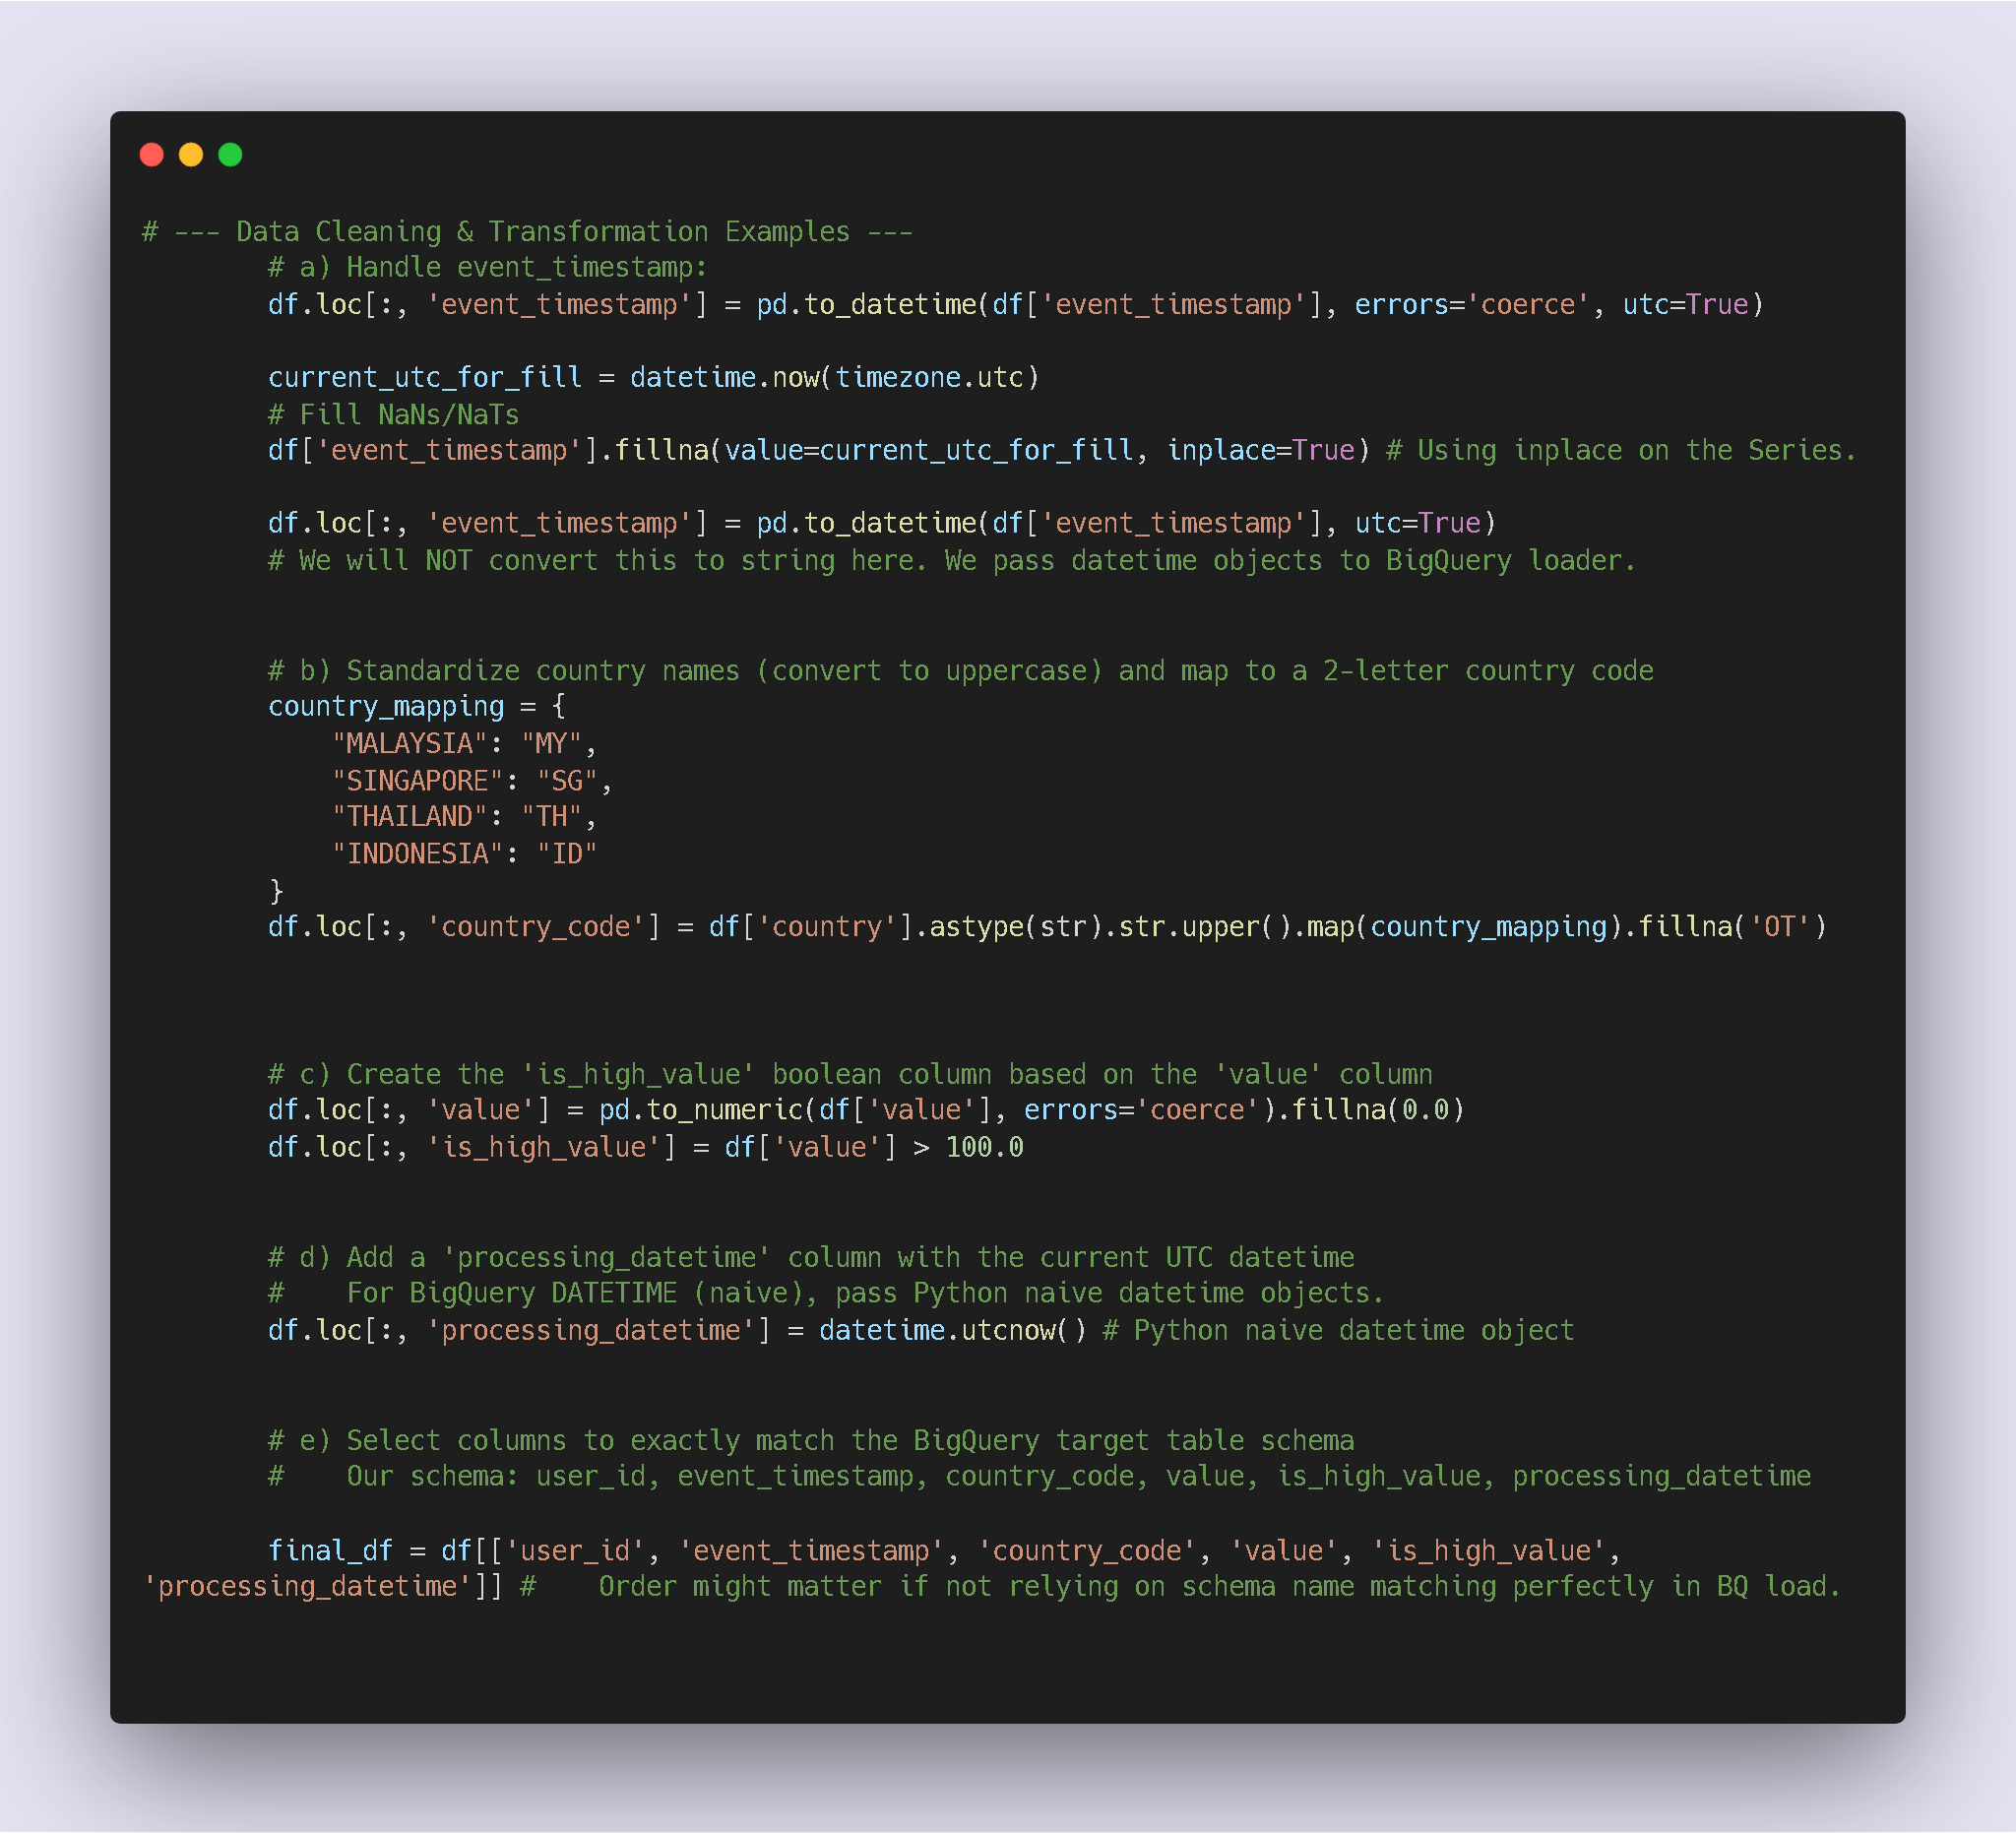 # --- Data Cleaning & Transformation Examples ---
        # a) Handle event_timestamp:
        df.loc[:, 'event_timestamp'] = pd.to_datetime(df['event_timestamp'], errors='coerce', utc=True)

        current_utc_for_fill = datetime.now(timezone.utc)
        # Fill NaNs/NaTs
        df['event_timestamp'].fillna(value=current_utc_for_fill, inplace=True) # Using inplace on the Series.

        df.loc[:, 'event_timestamp'] = pd.to_datetime(df['event_timestamp'], utc=True)
        # We will NOT convert this to string here. We pass datetime objects to BigQuery loader.


        # b) Standardize country names (convert to uppercase) and map to a 2-letter country code
        country_mapping = {
            "MALAYSIA": "MY",
            "SINGAPORE": "SG",
            "THAILAND": "TH",
            "INDONESIA": "ID"
        }
        df.loc[:, 'country_code'] = df['country'].astype(str).str.upper().map(country_mapping).fillna('OT')



        # c) Create the 'is_high_value' boolean column based on the 'value' column
        df.loc[:, 'value'] = pd.to_numeric(df['value'], errors='coerce').fillna(0.0)
        df.loc[:, 'is_high_value'] = df['value'] > 100.0


        # d) Add a 'processing_datetime' column with the current UTC datetime
        #    For BigQuery DATETIME (naive), pass Python naive datetime objects.
        df.loc[:, 'processing_datetime'] = datetime.utcnow() # Python naive datetime object


        # e) Select columns to exactly match the BigQuery target table schema
        #    Our schema: user_id, event_timestamp, country_code, value, is_high_value, processing_datetime

        final_df = df[['user_id', 'event_timestamp', 'country_code', 'value', 'is_high_value',
'processing_datetime']] #    Order might matter if not relying on schema name matching perfectly in BQ load.